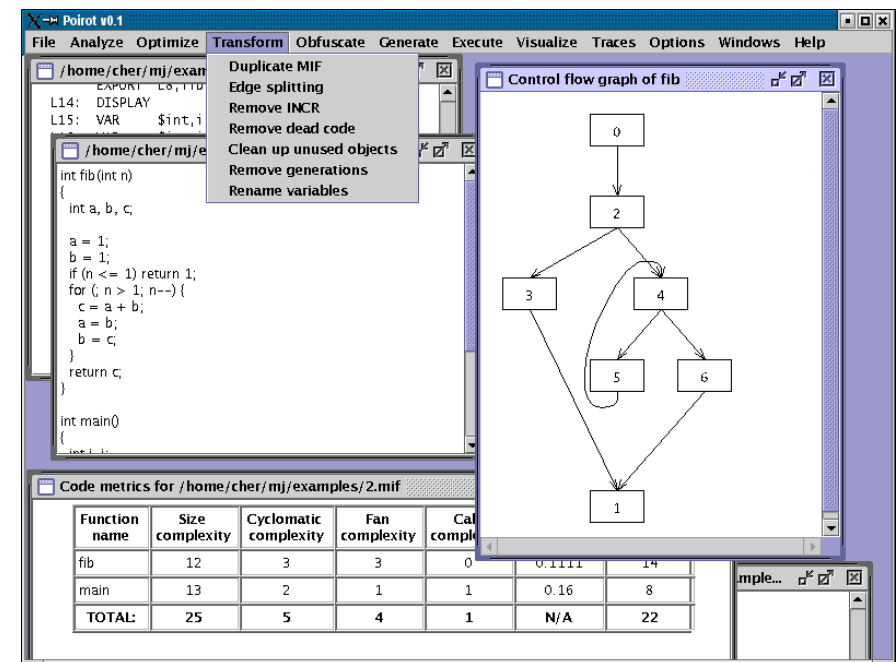 Poirot v0.1
File Analyze Optimize Transform Obfuscate Generate Execute Visualize Traces Options Windows Help
/home/cher/mj/exam
L14: DISPLAY
L15: VAR $int,i
Duplicate MIF
Edge splitting
Remove INCR
Remove dead code
Clean up unused objects
Remove generations
Rename variables
/home/cher/mj/e
int fib(int n)
{
int a, b, c;
a = 1;
b = 1;
if (n <= 1) return 1;
for (; n > 1; n--) {
c = a + b;
a = b;
b = c;
}
return c;
}
int main()
{
Control flow graph of fib
0
2
3 4
5 6
1
Code metrics for /home/cher/mj/examples/2.mif
Function name Size complexity Cyclomatic complexity Fan complexity Cal compl
fib 12 3 3 0 0.1111 14
main 13 2 1 1 0.16 8
TOTAL: 25 5 4 1 N/A 22
mple...